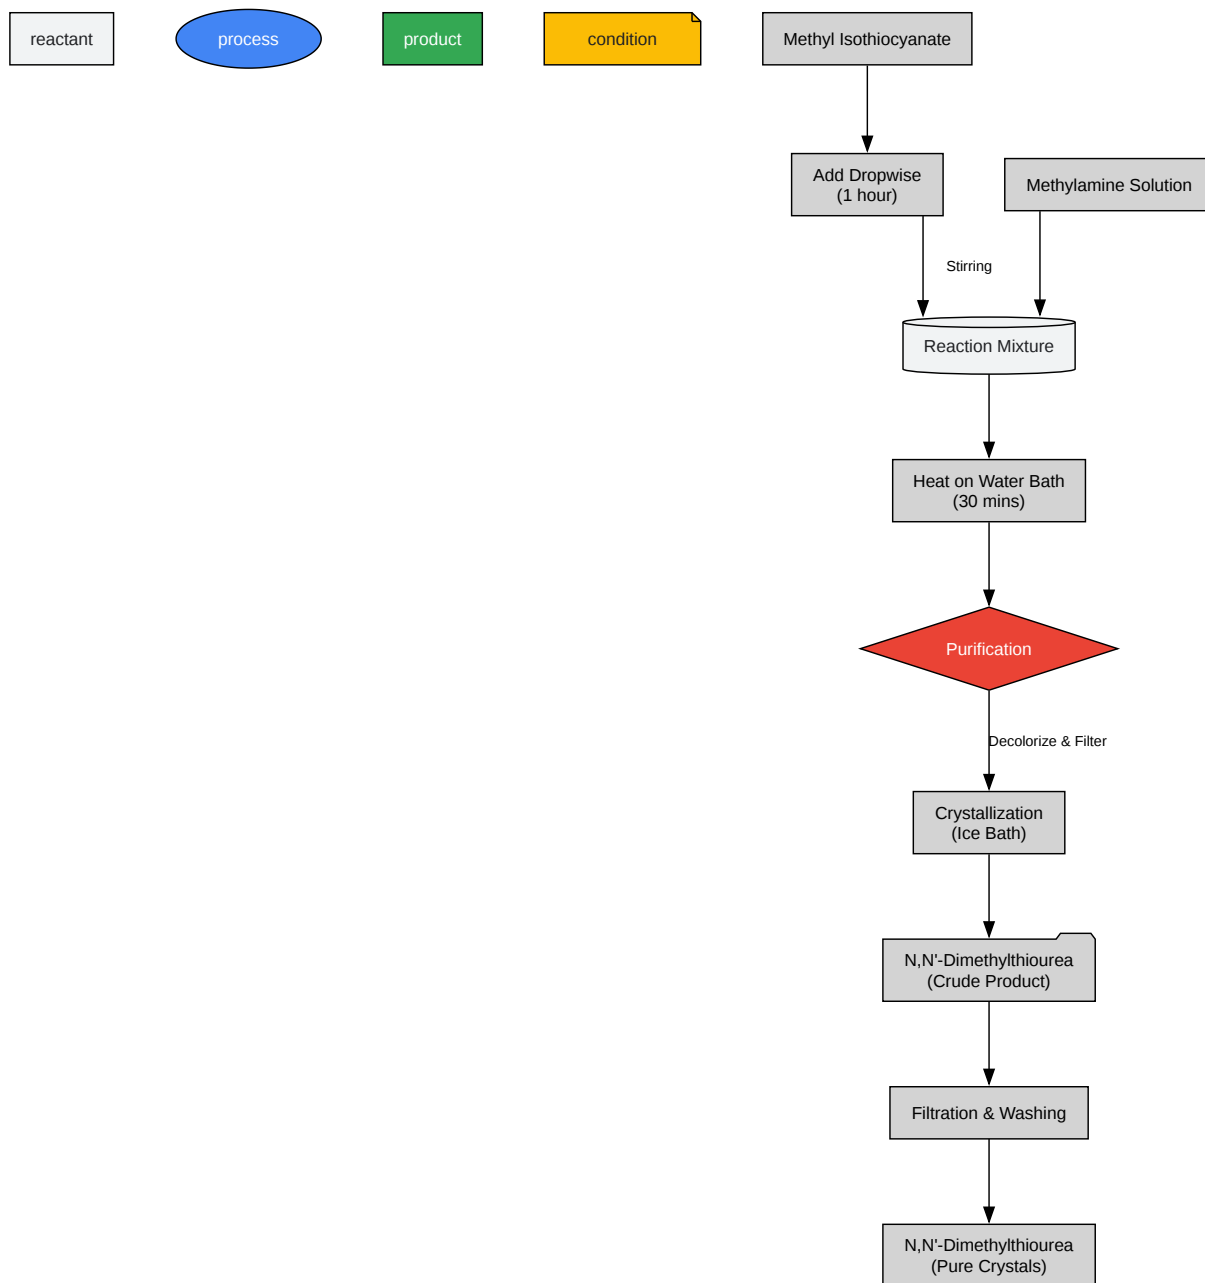 reactant
process
product
condition
Methyl Isothiocyanate
Add Dropwise
(1 hour)
Methylamine Solution
Stirring
Reaction Mixture
Heat on Water Bath
(30 mins)
Purification
Decolorize & Filter
Crystallization
(Ice Bath)
N,N'-Dimethylthiourea
(Crude Product)
Filtration & Washing
N,N'-Dimethylthiourea
(Pure Crystals)